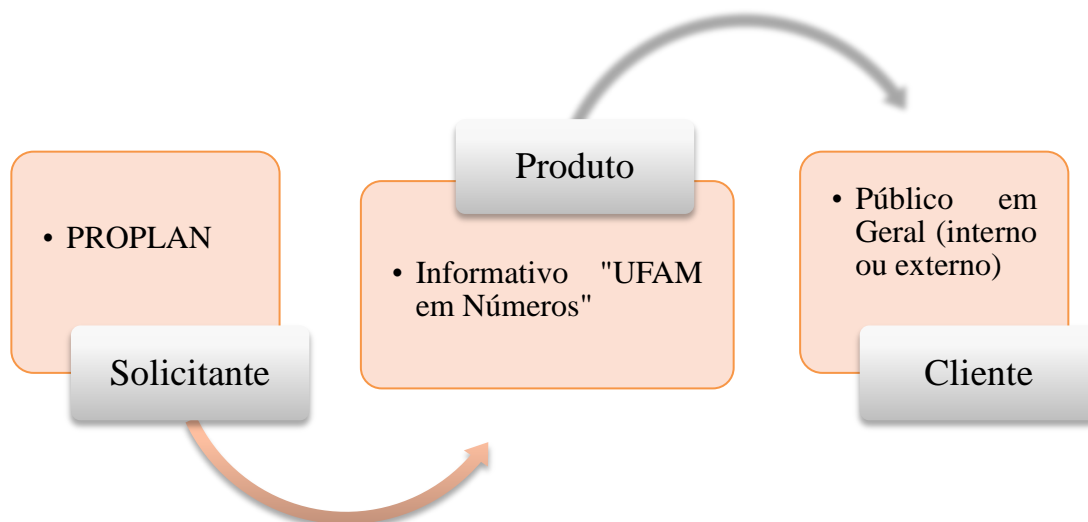 • PROPLAN
Solicitante
Produto
• Informativo "UFAM
em Números"
• Público em
Geral (interno
ou externo)
Cliente